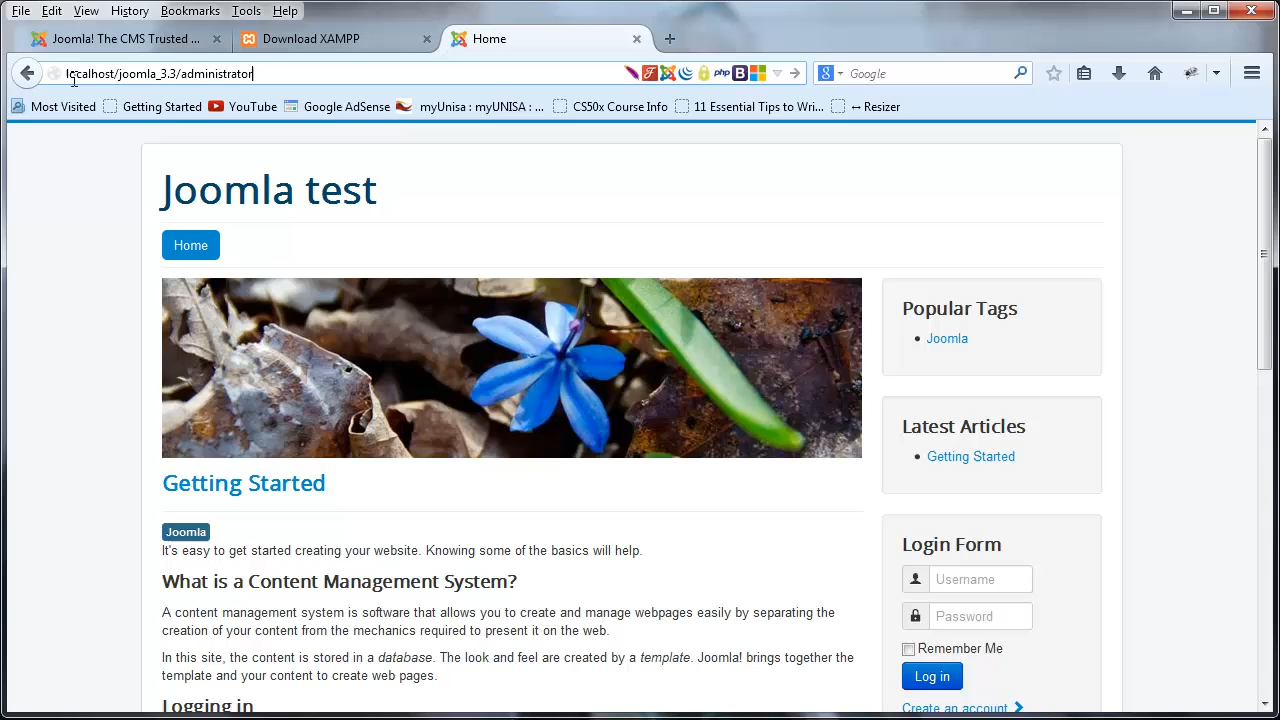 File Edit View History Bookmarks Tools Help
Joomla! The CMS Trusted ... Download XAMPP Home
localhost/joomla_3.3/administrator php B Google
Most Visited Getting Started YouTube Google AdSense myUnisa : myUNISA : ... CS50x Course Info 11 Essential Tips to Wri... ↔ Resizer
Joomla test
Home
Getting Started
Joomla
It's easy to get started creating your website. Knowing some of the basics will help.
What is a Content Management System?
A content management system is software that allows you to create and manage webpages easily by separating the
creation of your content from the mechanics required to present it on the web.
In this site, the content is stored in a database. The look and feel are created by a template. Joomla! brings together the
template and your content to create web pages.
Logging in
Popular Tags
Joomla
Latest Articles
Getting Started
Login Form
Username
Password
Remember Me
Log in
Create an account